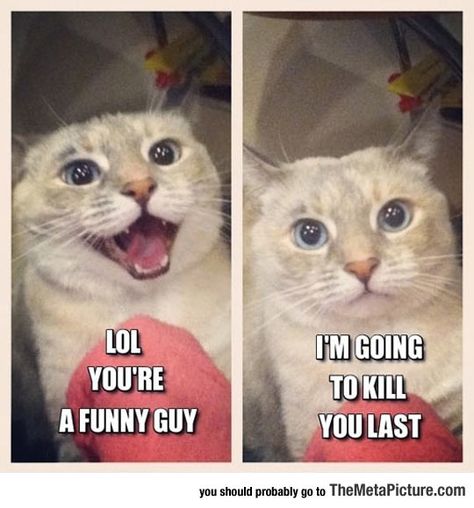 LOL
YOU'RE
A FUNNY GUY
I'M GOING
TO KILL
YOU LAST
you should probably go to TheMetaPicture.com